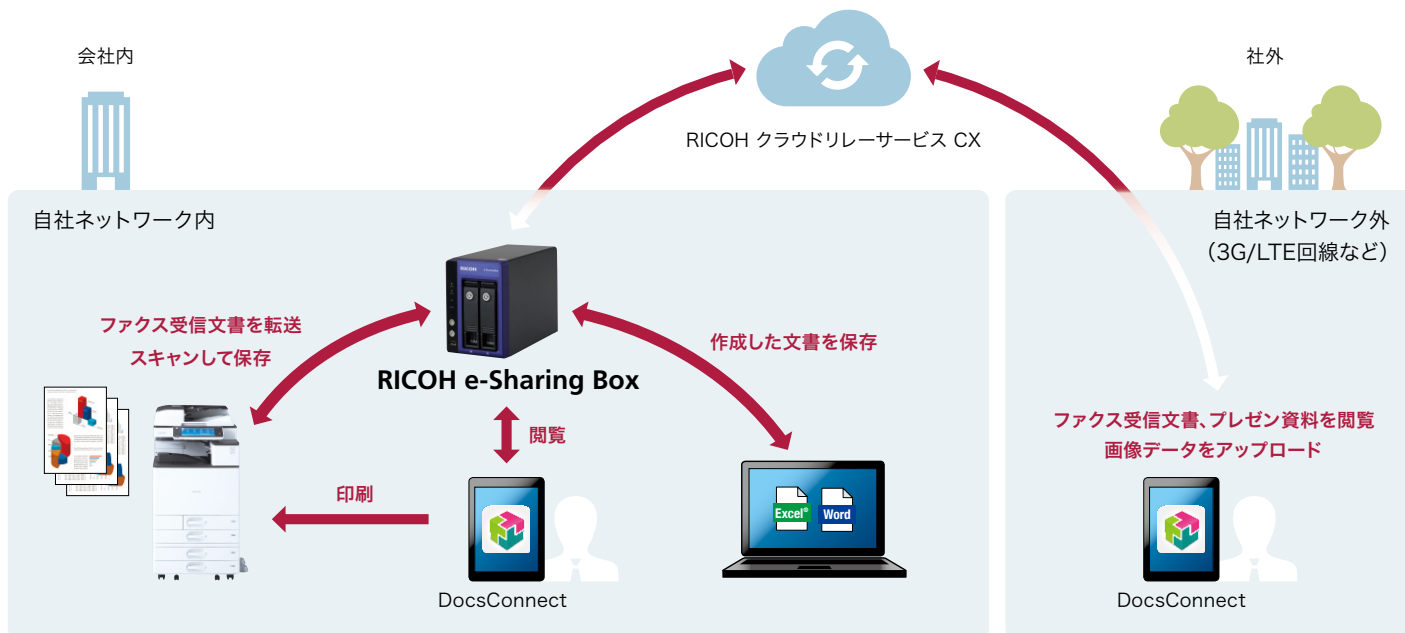 会社内
社外
RICOH クラウドリレーサービス CX
自社ネットワーク内
自社ネットワーク外
（3G/LTE回線など）
RICOH
ファクス受信文書を転送
スキャンして保存
作成した文書を保存
RICOH e-Sharing Box
閲覧
ファクス受信文書、プレゼン資料を閲覧
画像データをアップロード
印刷
Excel®
Word
DocsConnect
DocsConnect